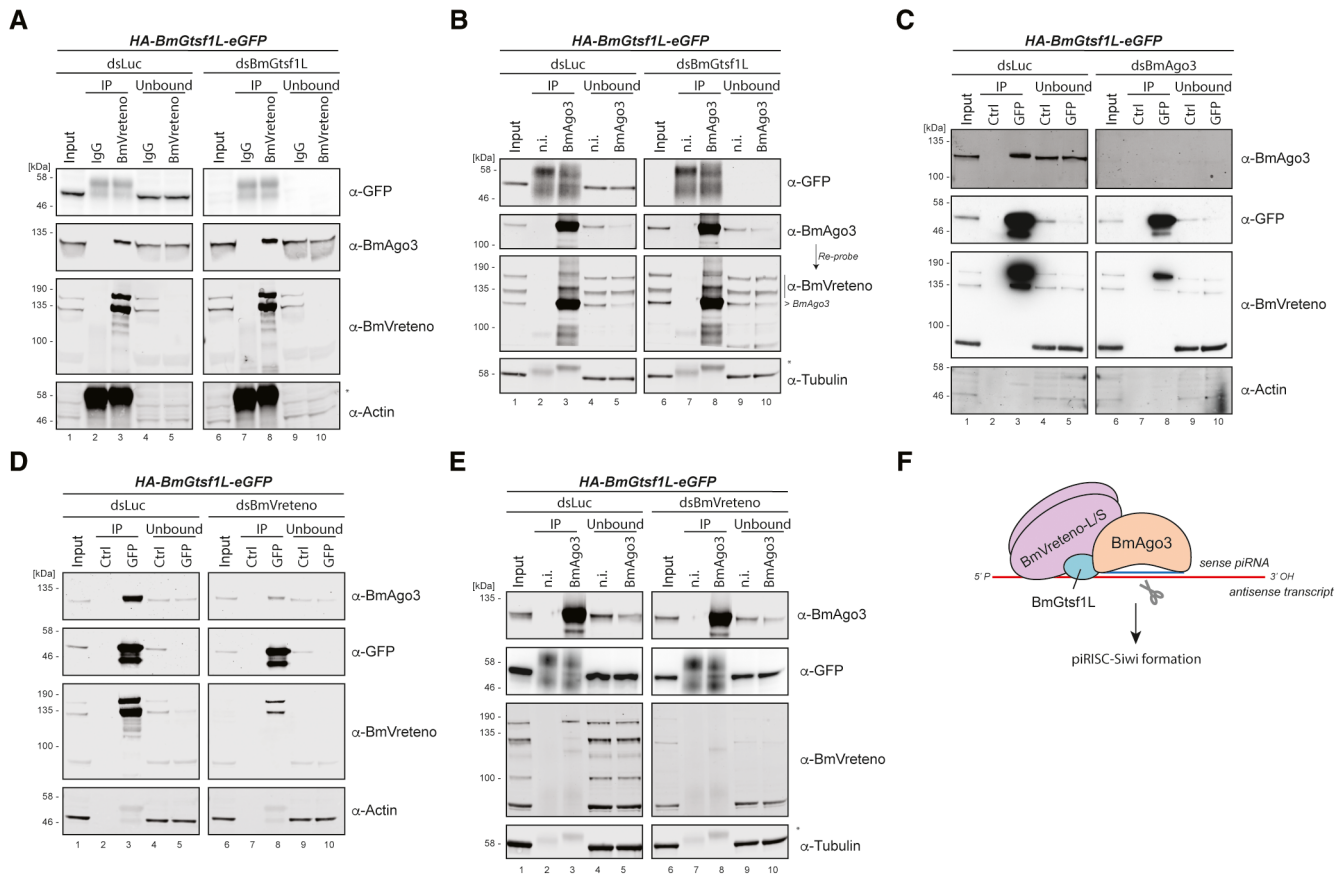 A
HA-BmGtsf1L-eGFP
dsLuc dsBmGtsf1L
IP Unbound IP Unbound
Input IgG BmVreteno IgG BmVreteno Input IgG BmVreteno IgG BmVreteno
[kDa]
58 -
46 -
α-GFP
135 -
α-BmAgo3
190 -
135 -
100 -
α-BmVreteno
58 -
46 -
*
α-Actin
1 2 3 4 5 6 7 8 9 10
B
HA-BmGtsf1L-eGFP
dsLuc dsBmGtsf1L
IP Unbound IP Unbound
Input n.i. BmAgo3 n.i. BmAgo3 Input n.i. BmAgo3 n.i. BmAgo3
[kDa]
58 -
46 -
α-GFP
100 -
α-BmAgo3
Re-probe
190 -
135 -
100 -
α-BmVreteno
> BmAgo3
58 -
*
α-Tubulin
1 2 3 4 5 6 7 8 9 10
C
HA-BmGtsf1L-eGFP
dsLuc dsBmAgo3
IP Unbound IP Unbound
Input Ctrl GFP Ctrl GFP Input Ctrl GFP Ctrl GFP
[kDa]
135 -
100 -
α-BmAgo3
58 -
46 -
α-GFP
190 -
135 -
100 -
α-BmVreteno
58 -
58 -
46 -
α-Actin
1 2 3 4 5 6 7 8 9 10
D
HA-BmGtsf1L-eGFP
dsLuc dsBmVreteno
IP Unbound IP Unbound
Input Ctrl GFP Ctrl GFP Input Ctrl GFP Ctrl GFP
[kDa]
135 -
α-BmAgo3
58 -
46 -
α-GFP
190 -
135 -
100 -
α-BmVreteno
58 -
46 -
α-Actin
1 2 3 4 5 6 7 8 9 10
E
HA-BmGtsf1L-eGFP
dsLuc dsBmVreteno
IP Unbound IP Unbound
Input n.i. BmAgo3 n.i. BmAgo3 Input n.i. BmAgo3 n.i. BmAgo3
[kDa]
135 -
α-BmAgo3
58 -
46 -
α-GFP
190 -
135 -
100 -
α-BmVreteno
58 -
*
α-Tubulin
1 2 3 4 5 6 7 8 9 10
F
BmVreteno-L/S
BmAgo3
sense piRNA
5′ P 3′ OH
BmGtsf1L
antisense transcript
piRISC-Siwi formation